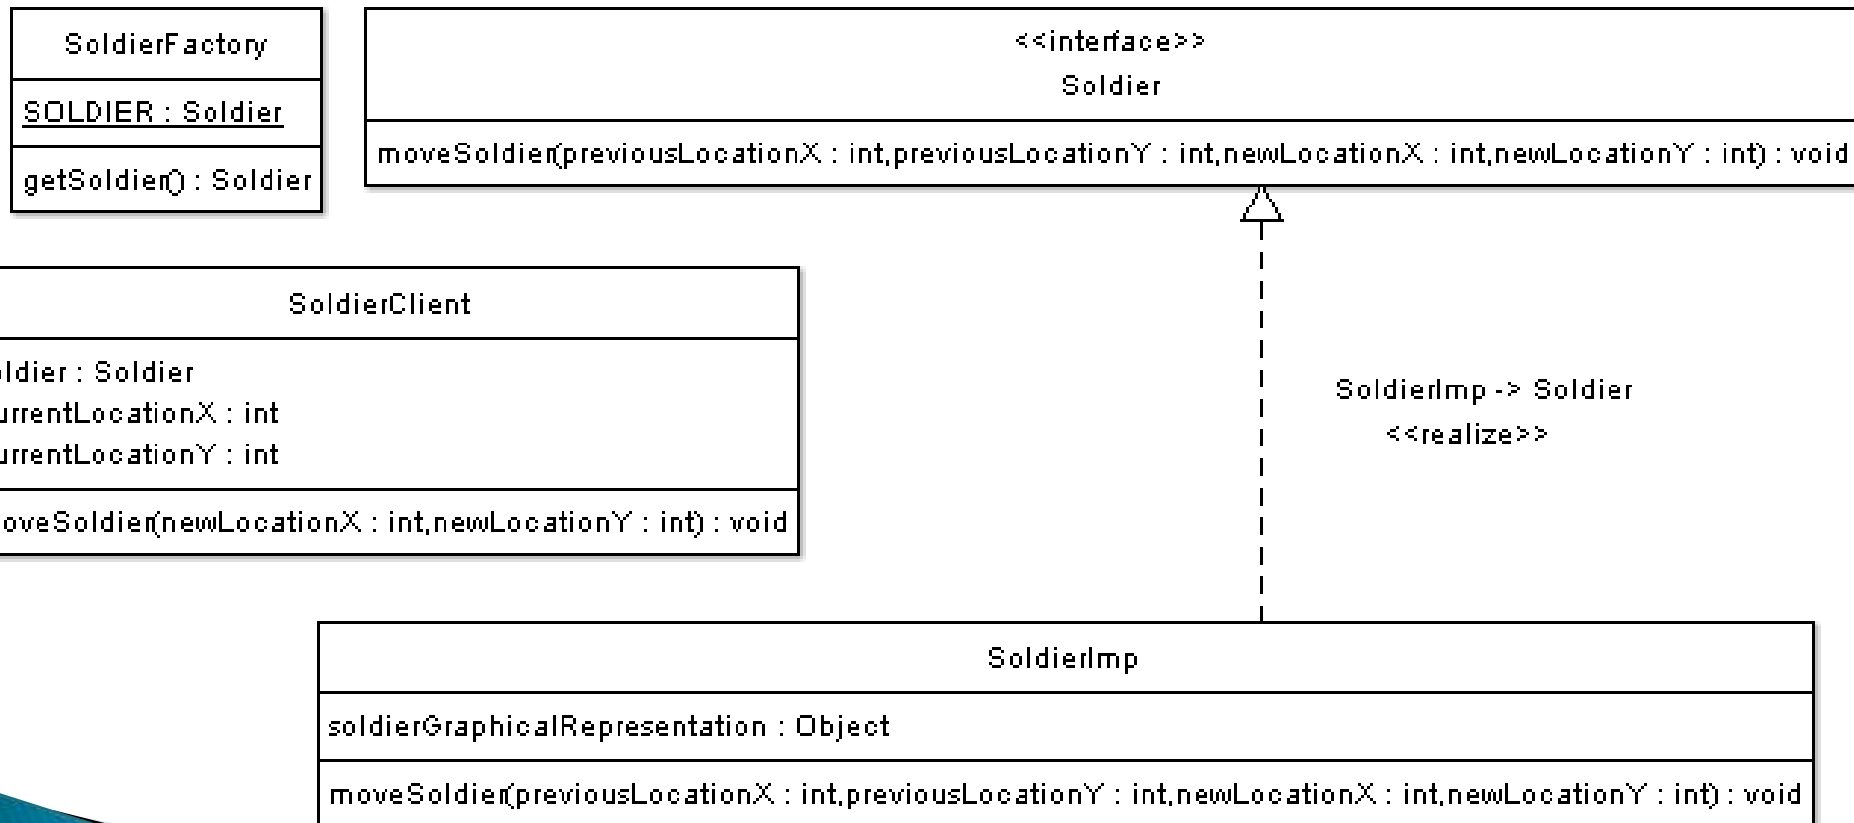 SoldierFactory
SOLDIER : Soldier
getSoldier() : Soldier
<<interface>>
Soldier
moveSoldier(previousLocationX : int,previousLocationY : int,newLocationX : int,newLocationY : int) : void
SoldierClient
oldier : Soldier
urrentLocationX : int
urrentLocationY : int
oveSoldier(newLocationX : int,newLocationY : int) : void
SoldierImp -> Soldier
<<realize>>
SoldierImp
soldierGraphicalRepresentation : Object
moveSoldier(previousLocationX : int,previousLocationY : int,newLocationX : int,newLocationY : int) : void